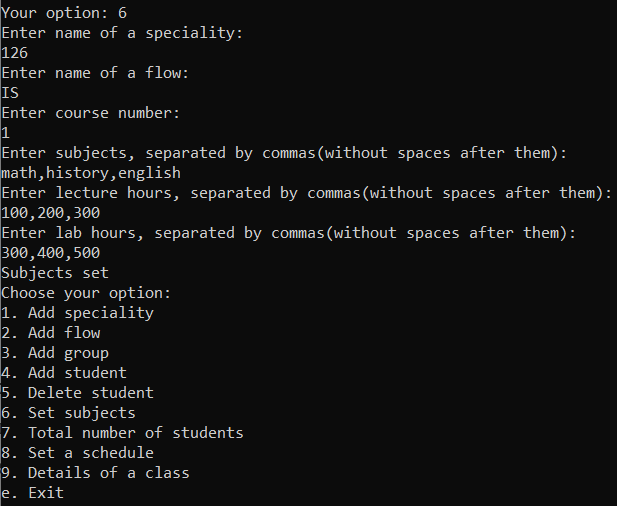 Your option: 6
Enter name of a speciality:
126
Enter name of a flow:
IS
Enter course number:
1
Enter subjects, separated by commas(without spaces after them):
math,history,english
Enter lecture hours, separated by commas(without spaces after them):
100,200,300
Enter lab hours, separated by commas(without spaces after them):
300,400,500
Subjects set
Choose your option:
1. Add speciality
2. Add flow
3. Add group
4. Add student
5. Delete student
6. Set subjects
7. Total number of students
8. Set a schedule
9. Details of a class
e. Exit